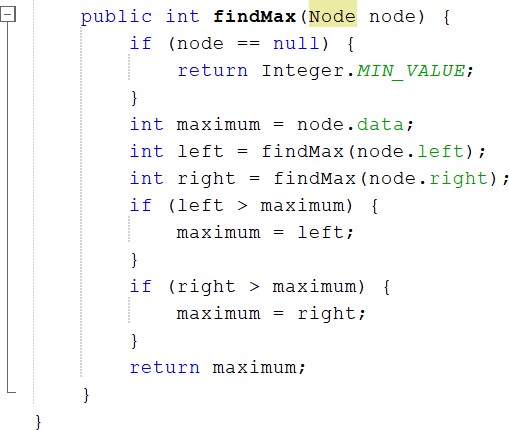 public int findMax(Node node) {
if (node == null) {
return Integer.MIN_VALUE;
}
int maximum = node.data;
int left = findMax(node.left);
int right = findMax(node.right);
if (left > maximum) {
maximum = left;
}
if (right > maximum) {
maximum = right;
}
return maximum;
}
}